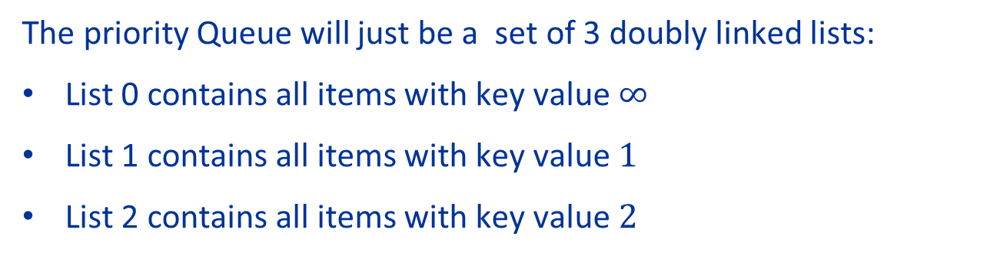 The priority Queue will just be a  set of 3 doubly linked lists:
• List 0 contains all items with key value ∞
• List 1 contains all items with key value 1
• List 2 contains all items with key value 2